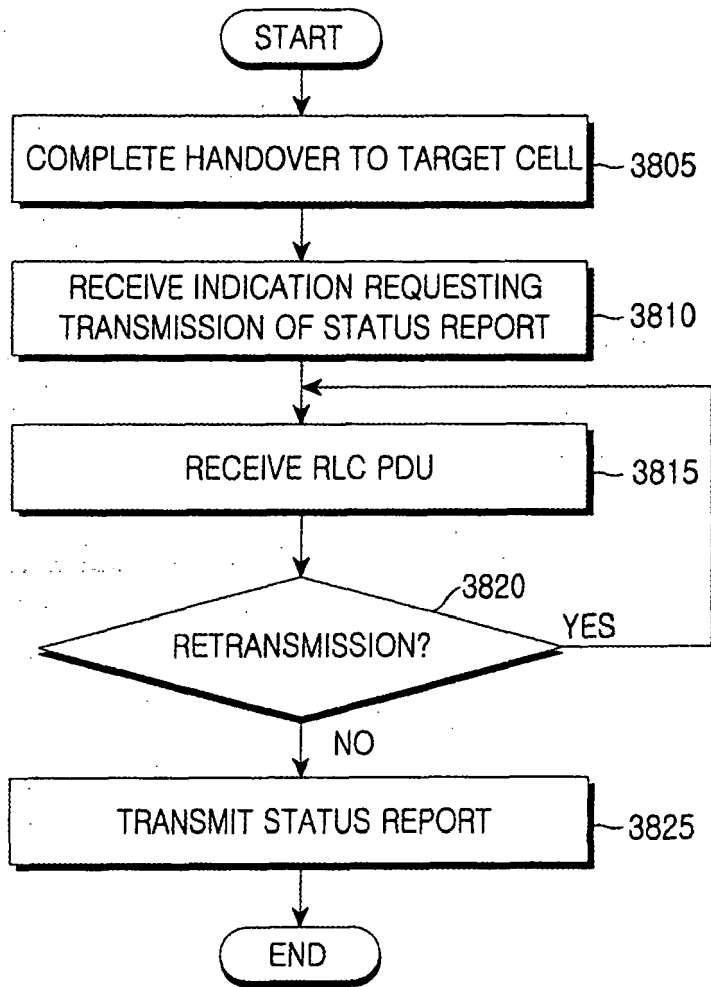 START
COMPLETE HANDOVER TO TARGET CELL
3805
RECEIVE INDICATION REQUESTING
TRANSMISSION OF STATUS REPORT
3810
RECEIVE RLC PDU
3815
3820
RETRANSMISSION?
YES
NO
TRANSMIT STATUS REPORT
3825
END